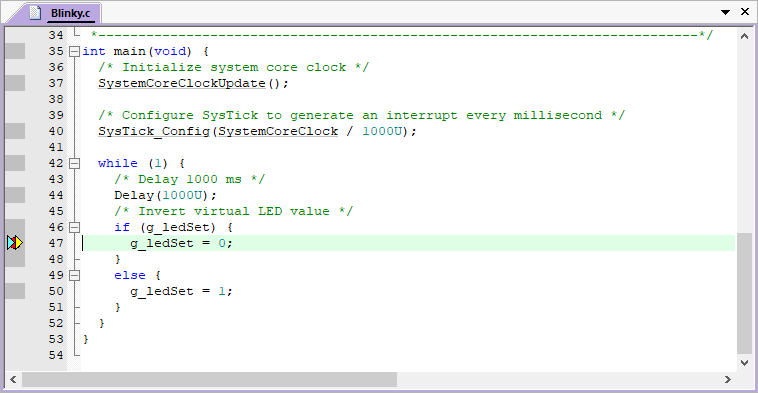 Blinky.c
34 *----------------------------------------------------------------------------*/
35 int main(void) {
36   /* Initialize system core clock */
37   SystemCoreClockUpdate();
38
39   /* Configure SysTick to generate an interrupt every millisecond */
40   SysTick_Config(SystemCoreClock / 1000U);
41
42   while (1) {
43     /* Delay 1000 ms */
44     Delay(1000U);
45     /* Invert virtual LED value */
46     if (g_ledSet) {
47       g_ledSet = 0;
48     }
49     else {
50       g_ledSet = 1;
51     }
52   }
53 }
54